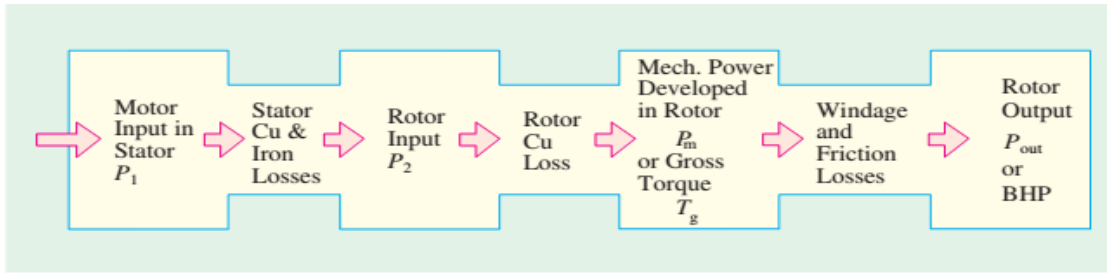 Motor
Input in
Stator
P1
Stator
Cu &
Iron
Losses
Rotor
Input
P2
Rotor
Cu
Loss
Mech. Power
Developed
in Rotor
Pm
or Gross
Torque
Tg
Windage
and
Friction
Losses
Rotor
Output
Pout
or
BHP